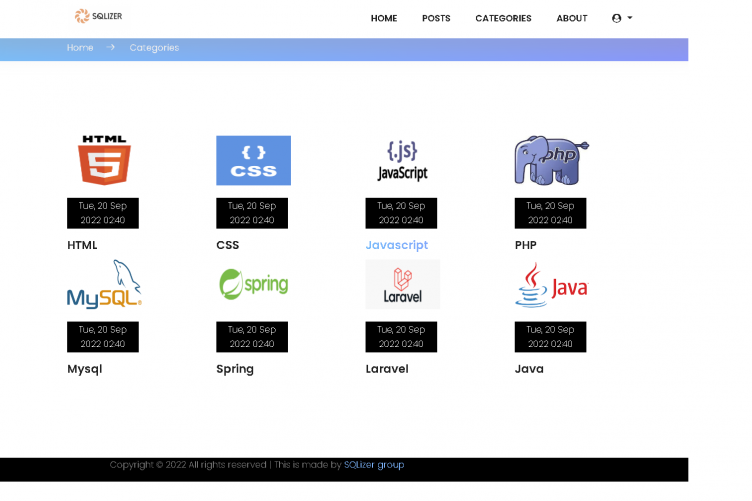 SQLIZER
HOME POSTS CATEGORIES ABOUT
Home → Categories
HTML
5
{ }
CSS
{.js}
JavaScript
php
Tue, 20 Sep
2022 02:40
Tue, 20 Sep
2022 02:40
Tue, 20 Sep
2022 02:40
Tue, 20 Sep
2022 02:40
HTML
CSS
Javascript
PHP
MySQL®
spring
Laravel
Java
Tue, 20 Sep
2022 02:40
Tue, 20 Sep
2022 02:40
Tue, 20 Sep
2022 02:40
Tue, 20 Sep
2022 02:40
Mysql
Spring
Laravel
Java
Copyright © 2022 All rights reserved | This is made by SQLizer group